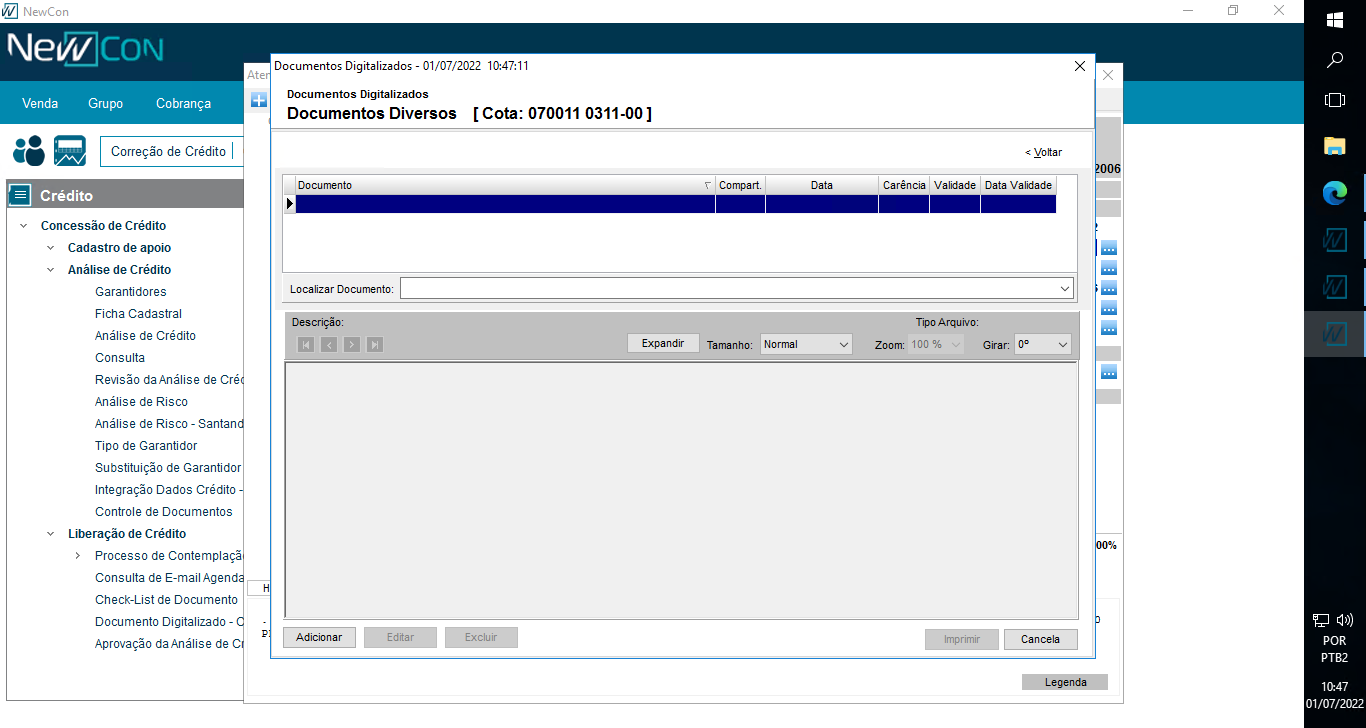 NewCon
NEWCON
Venda Grupo Cobrança
Correção de Crédito
Crédito
Concessão de Crédito
Cadastro de apoio
Análise de Crédito
Garantidores
Ficha Cadastral
Análise de Crédito
Consulta
Revisão da Análise de Créd
Análise de Risco
Análise de Risco - Santand
Tipo de Garantidor
Substituição de Garantidor
Integração Dados Crédito -
Controle de Documentos
Liberação de Crédito
Processo de Contemplaçã
Consulta de E-mail Agenda
Check-List de Documento
Documento Digitalizado - C
Aprovação da Análise de Cr
Aten
Documentos Digitalizados - 01/07/2022 10:47:11
Documentos Digitalizados
Documentos Diversos [ Cota: 070011 0311-00 ]
< Voltar
Documento Compart. Data Carência Validade Data Validade
Localizar Documento:
Descrição: Tipo Arquivo:
Expandir Tamanho: Normal Zoom: 100 % Girar: 0º
Adicionar Editar Excluir Imprimir Cancela
2006
00%
H
Legenda
POR
PTB2
10:47
01/07/2022